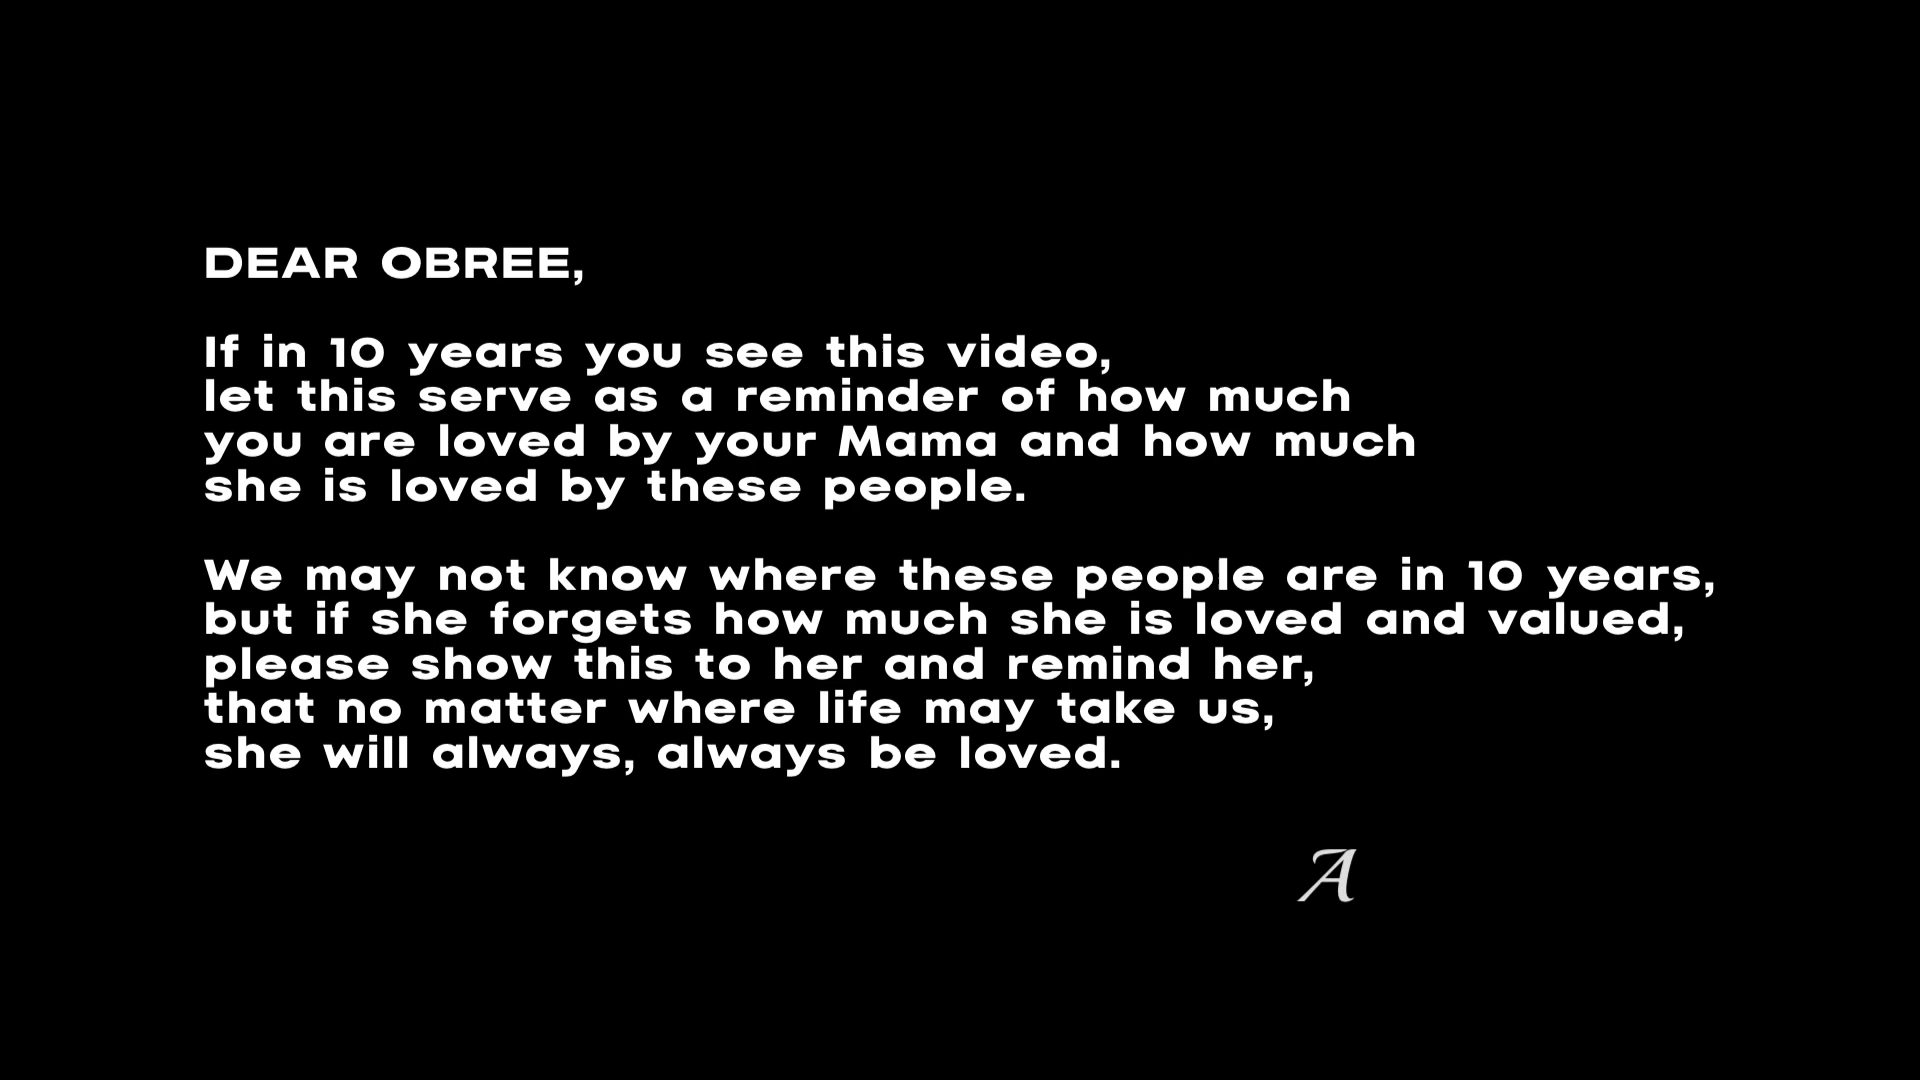 DEAR OBREE,
If in 10 years you see this video,
let this serve as a reminder of how much
you are loved by your Mama and how much
she is loved by these people.
We may not know where these people are in 10 years,
but if she forgets how much she is loved and valued,
please show this to her and remind her,
that no matter where life may take us,
she will always, always be loved.
A